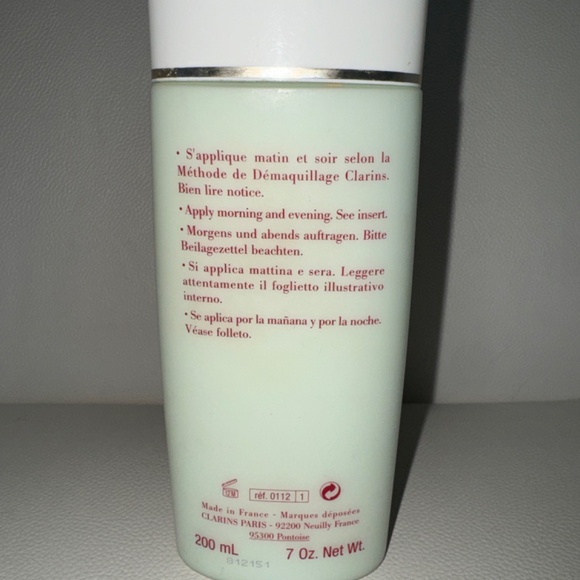 • S'applique matin et soir selon la
Méthode de Démaquillage Clarins.
Bien lire notice.
• Apply morning and evening. See insert.
• Morgens und abends auftragen. Bitte
Beilagezettel beachten.
• Si applica mattina e sera. Leggere
attentamente il foglietto illustrativo
interno.
• Se aplica por la mañana y por la noche.
Véase folleto.
12M réf. 0112 1
Made in France - Marques déposées
CLARINS PARIS - 92200 Neuilly France
95300 Pontoise
200 mL 7 Oz. Net Wt.
812151